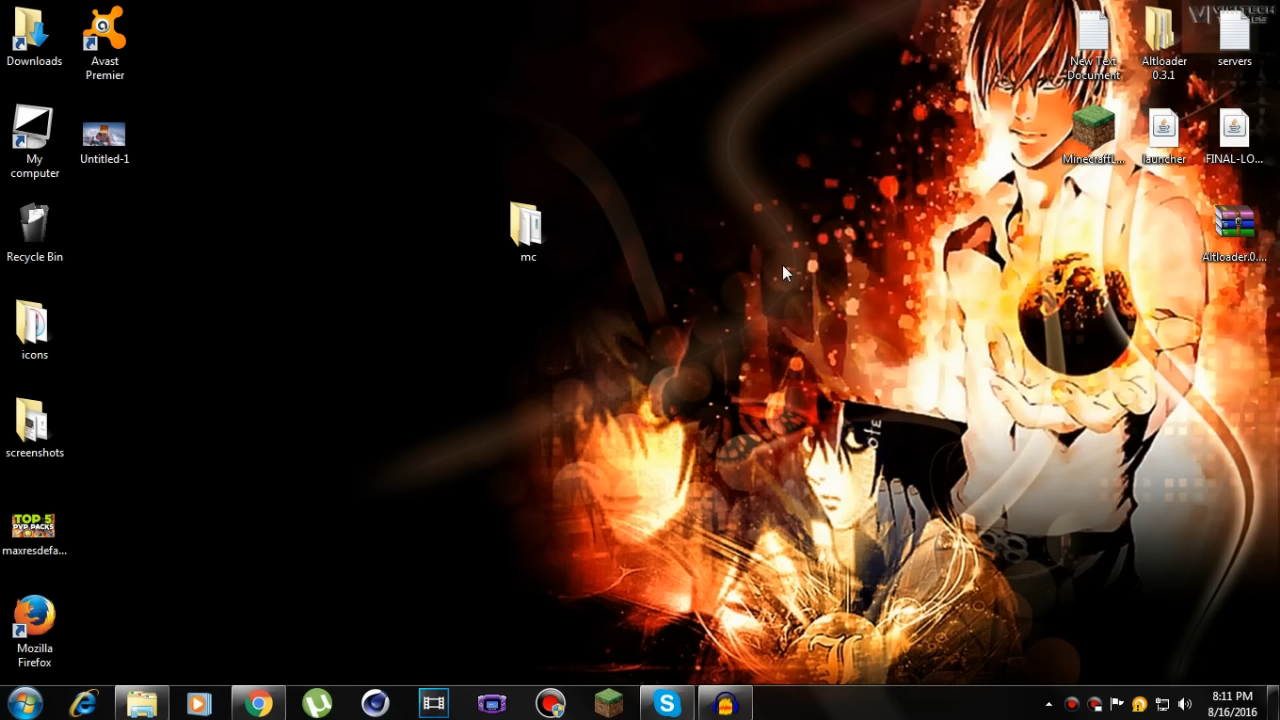 Downloads
Avast
Premier
My
computer
Untitled-1
Recycle Bin
icons
screenshots
TOP 5
PVP PACKS
maxresdefa...
Mozilla
Firefox
mc
New Text
Document
Altloader
0.3.1
servers
MinecraftL...
launcher
FINAL-LO...
Altloader.0....
8:11 PM
8/16/2016